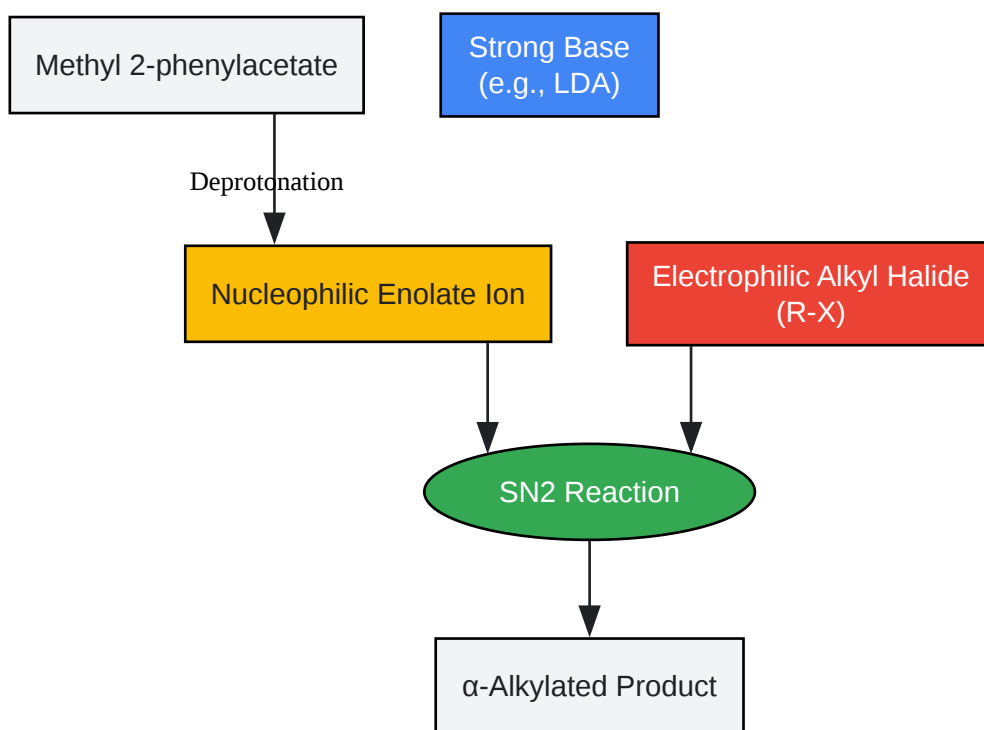 Methyl 2-phenylacetate
Strong Base
(e.g., LDA)
Deprotonation
Nucleophilic Enolate Ion
Electrophilic Alkyl Halide
(R-X)
SN2 Reaction
α-Alkylated Product